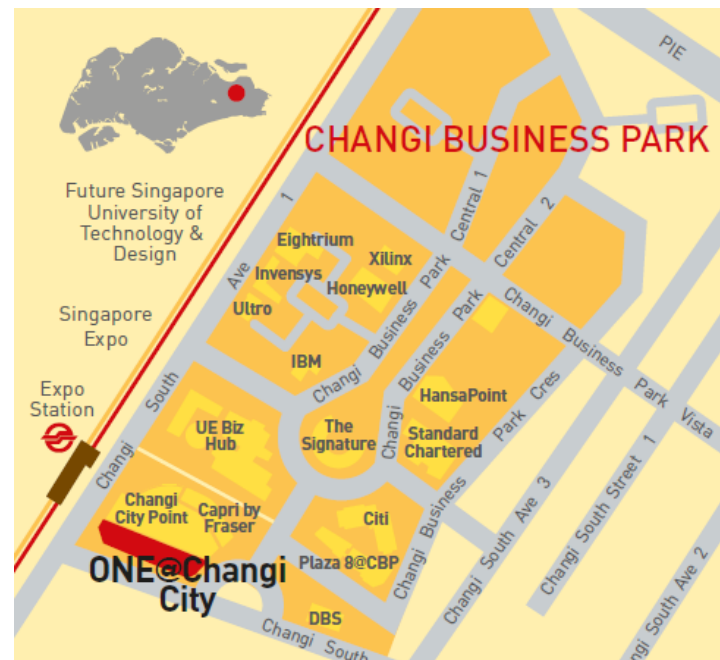 PIE
CHANGI BUSINESS PARK
Future Singapore
University of
Technology &
Design
Singapore
Expo
Expo
Station
Changi South Ave 1
Eightrium
Xilinx
Invensys
Honeywell
Ultro
IBM
Changi Business Park Central 1
Changi Business Park Central 2
Changi Business Park Vista
HansaPoint
UE Biz
Hub
The
Signature
Standard
Chartered
Changi Business Park Cres
Changi South Ave 3
Changi South Street 1
Changi
City Point
Capri by
Fraser
Citi
Plaza 8@CBP
ONE@Changi
City
DBS
Changi South
South Ave 2